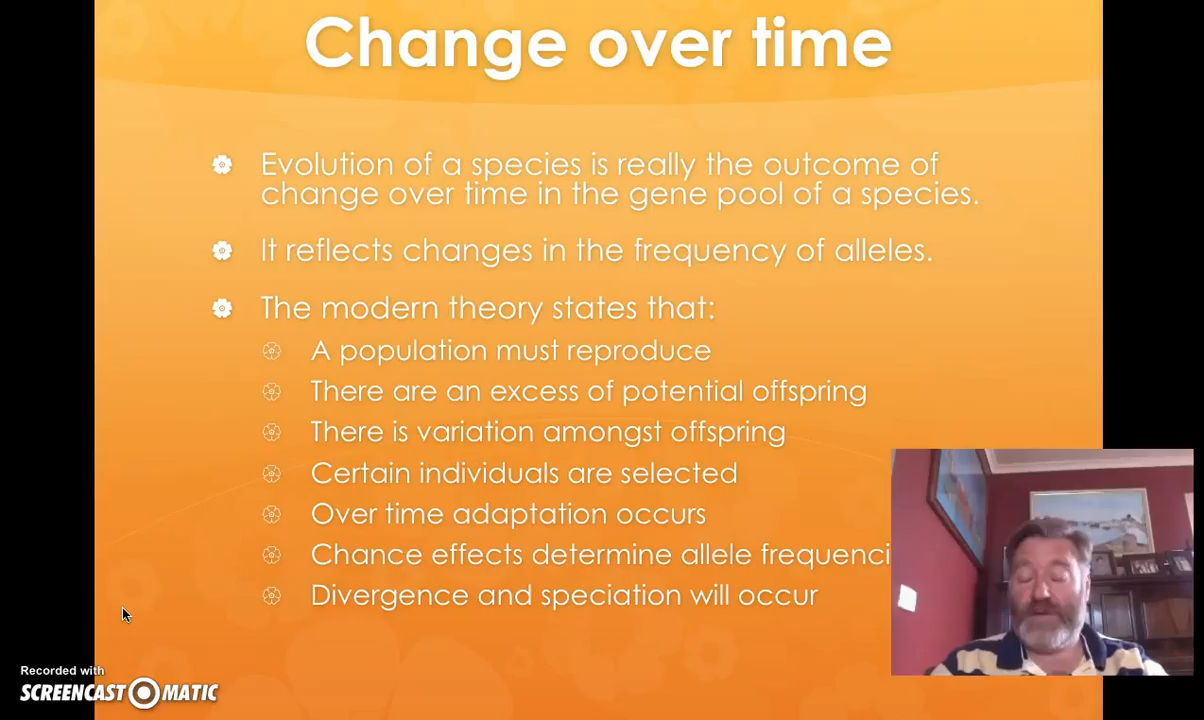 Change over time
Evolution of a species is really the outcome of
change over time in the gene pool of a species.
It reflects changes in the frequency of alleles.
The modern theory states that:
A population must reproduce
There are an excess of potential offspring
There is variation amongst offspring
Certain individuals are selected
Over time adaptation occurs
Chance effects determine allele frequenci
Divergence and speciation will occur
Recorded with
SCREENCAST MATIC